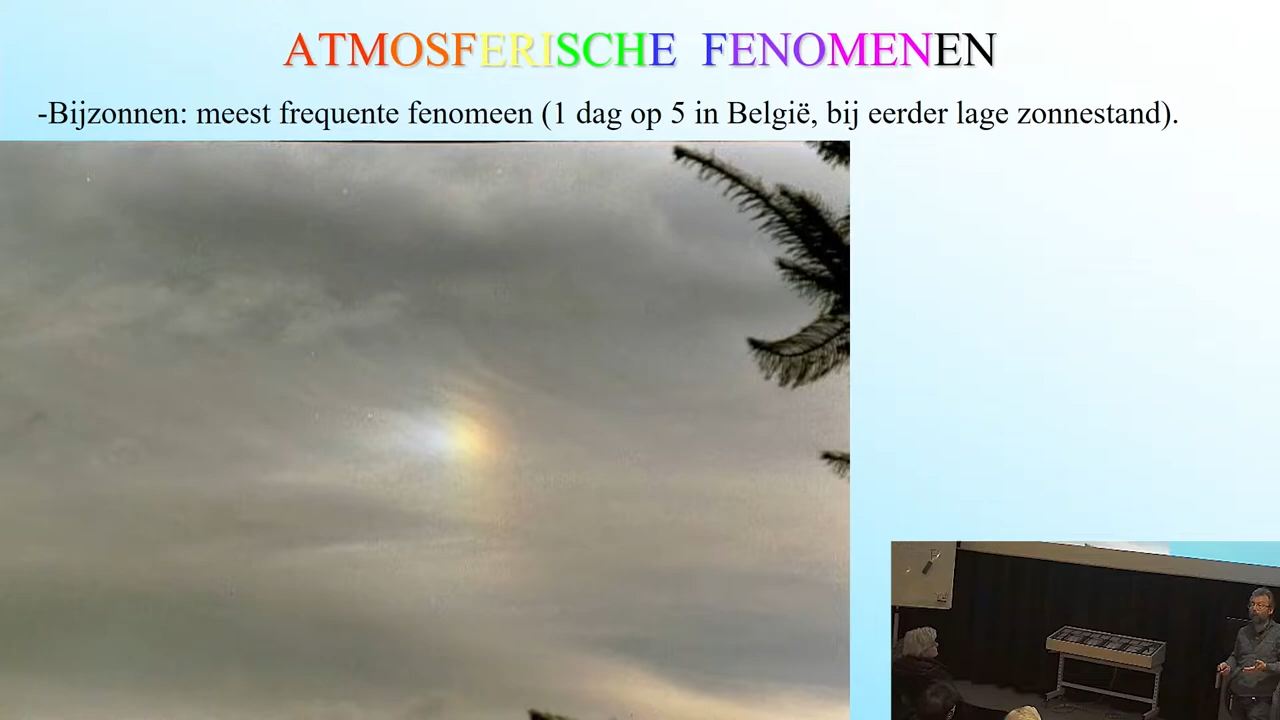 ATMOSFERISCHE FENOMENEN
-Bijzonnen: meest frequente fenomeen (1 dag op 5 in België, bij eerder lage zonnestand).